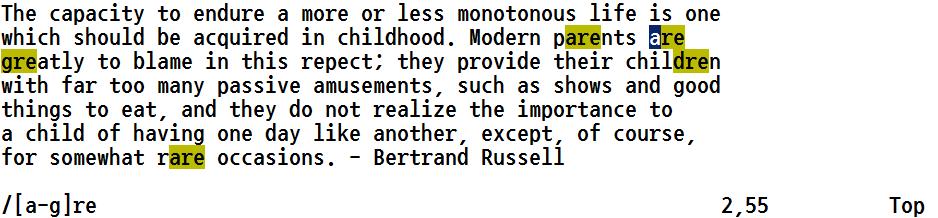 The capacity to endure a more or less monotonous life is one
which should be acquired in childhood. Modern parents are
greatly to blame in this repect; they provide their children
with far too many passive amusements, such as shows and good
things to eat, and they do not realize the importance to
a child of having one day like another, except, of course,
for somewhat rare occasions. – Bertrand Russell
/[a-g]re 2,55 Top